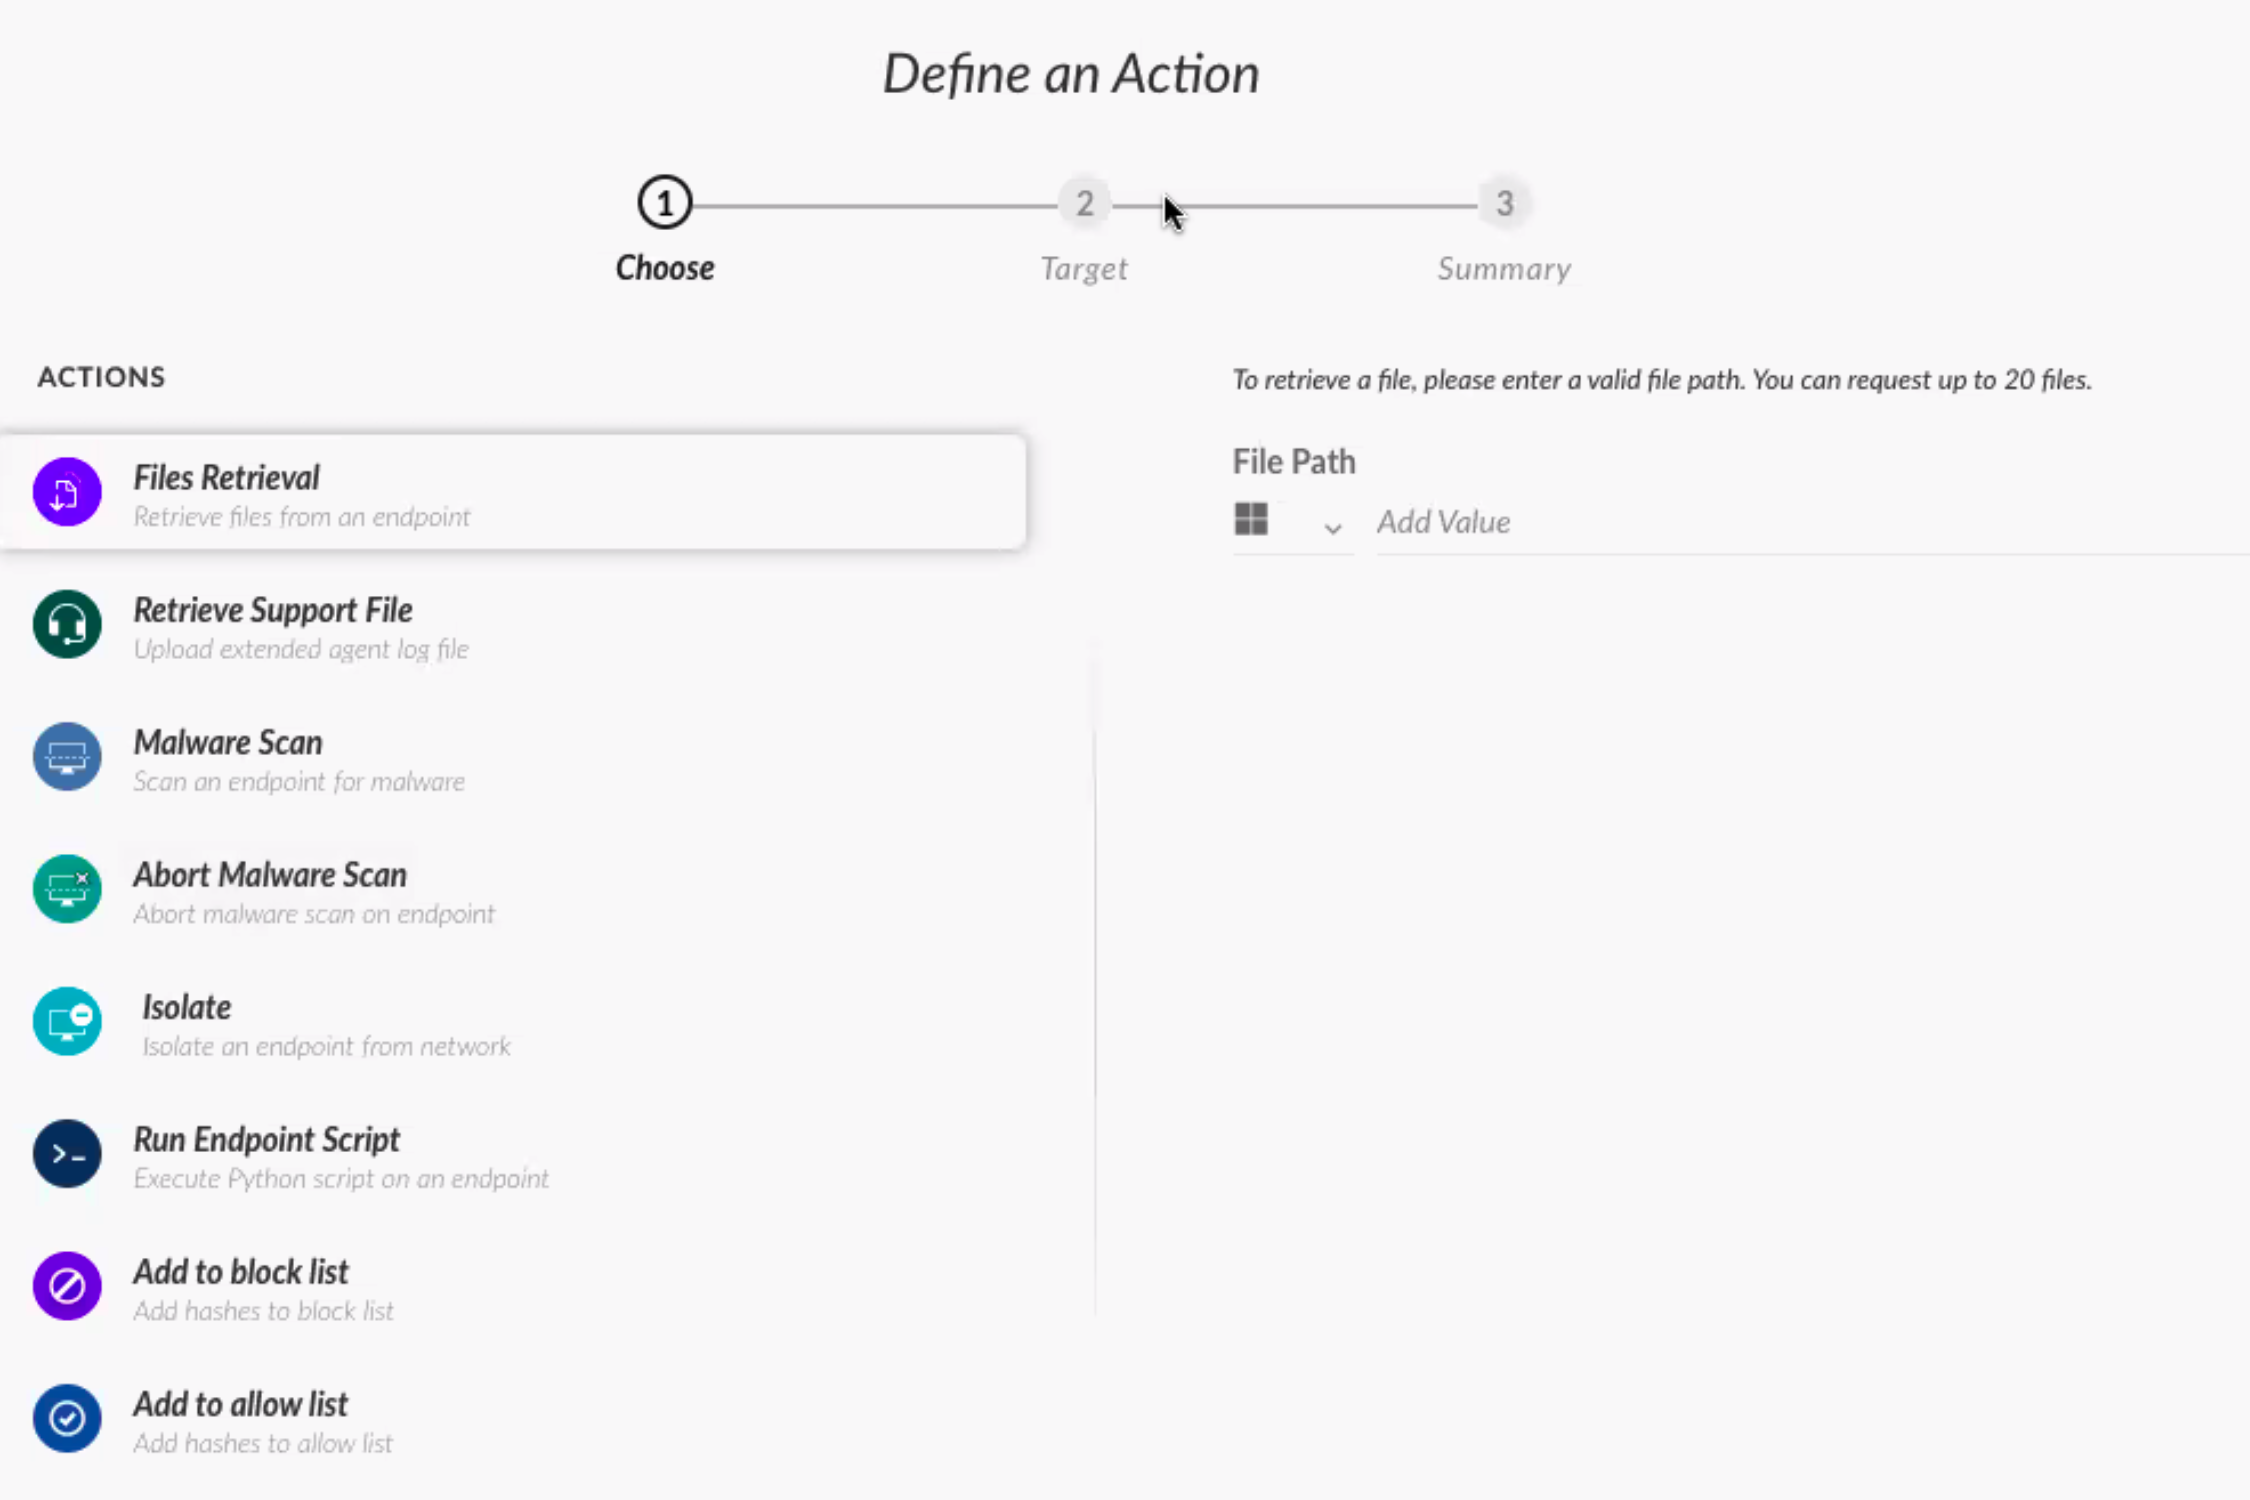 Define an Action
1
2
3
Choose
Target
Summary
ACTIONS
Files Retrieval
Retrieve files from an endpoint
Retrieve Support File
Upload extended agent log file
Malware Scan
Scan an endpoint for malware
Abort Malware Scan
Abort malware scan on endpoint
Isolate
Isolate an endpoint from network
Run Endpoint Script
Execute Python script on an endpoint
Add to block list
Add hashes to block list
Add to allow list
Add hashes to allow list
To retrieve a file, please enter a valid file path. You can request up to 20 files.
File Path
Add Value